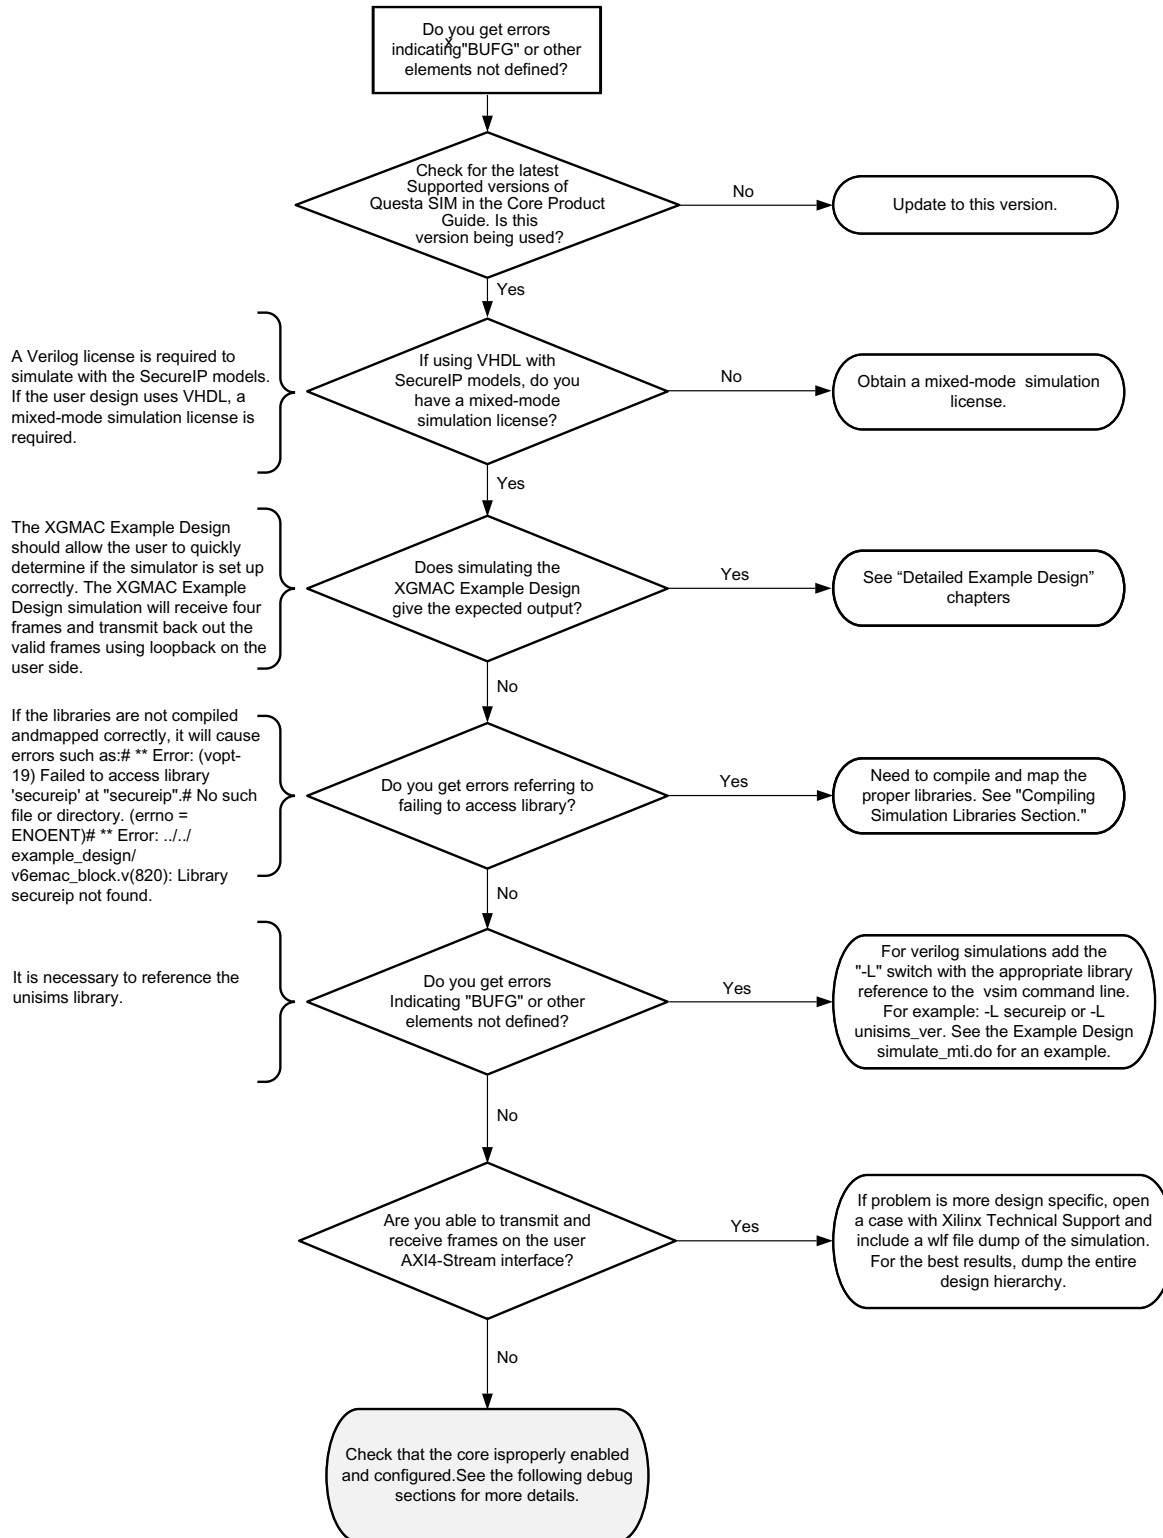 Do you get errors
indicating"BUFG" or other
x
elements not defined?
Check for the latest
Supported versions of
Questa SIM in the Core Product
Guide. Is this
version being used?
No
Update to this version.
Yes
A Verilog license is required to
simulate with the SecureIP models.
If the user design uses VHDL, a
mixed-mode simulation license is
required.
If using VHDL with
SecureIP models, do you
have a mixed-mode
simulation license?
No
Obtain a mixed-mode simulation
license.
Yes
The XGMAC Example Design
should allow the user to quickly
determine if the simulator is set up
correctly. The XGMAC Example
Design simulation will receive four
frames and transmit back out the
valid frames using loopback on the
user side.
Does simulating the
XGMAC Example Design
give the expected output?
Yes
See “Detailed Example Design”
chapters
No
If the libraries are not compiled
andmapped correctly, it will cause
errors such as:# ** Error: (vopt-
19) Failed to access library
'secureip' at "secureip".# No such
file or directory. (errno =
ENOENT)# ** Error: ../../
example_design/
v6emac_block.v(820): Library
secureip not found.
Do you get errors referring to
failing to access library?
Yes
Need to compile and map the
proper libraries. See "Compiling
Simulation Libraries Section."
No
It is necessary to reference the
unisims library.
Do you get errors
Indicating "BUFG" or other
elements not defined?
Yes
For verilog simulations add the
"-L" switch with the appropriate library
reference to the vsim command line.
For example: -L secureip or -L
unisims_ver. See the Example Design
simulate_mti.do for an example.
No
Are you able to transmit and
receive frames on the user
AXI4-Stream interface?
Yes
If problem is more design specific, open
a case with Xilinx Technical Support and
include a wlf file dump of the simulation.
For the best results, dump the entire
design hierarchy.
No
Check that the core isproperly enabled
and configured.See the following debug
sections for more details.